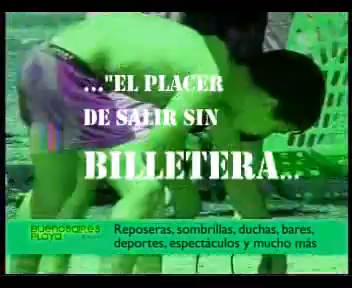 ..."EL PLACER
DE SALIR SIN
BILLETERA...
BUENOSAIRES
PLAYA
Reposeras, sombrillas, duchas, bares,
deportes, espectáculos y mucho más